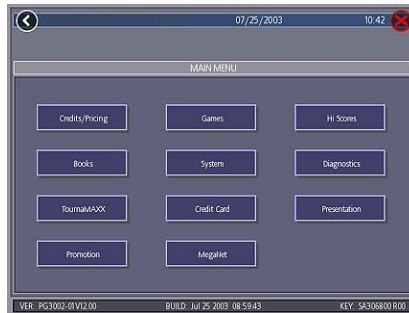 07/25/2003 10:42
MAIN MENU
Credits/Pricing Games Hi Scores
Books System Diagnostics
TournaMAXX Credit Card Presentation
Promotion MegaNet
VER: PG3002-01V12.00 BUILD: Jul 25 2003 08:59:43 KEY: SA306800 R00